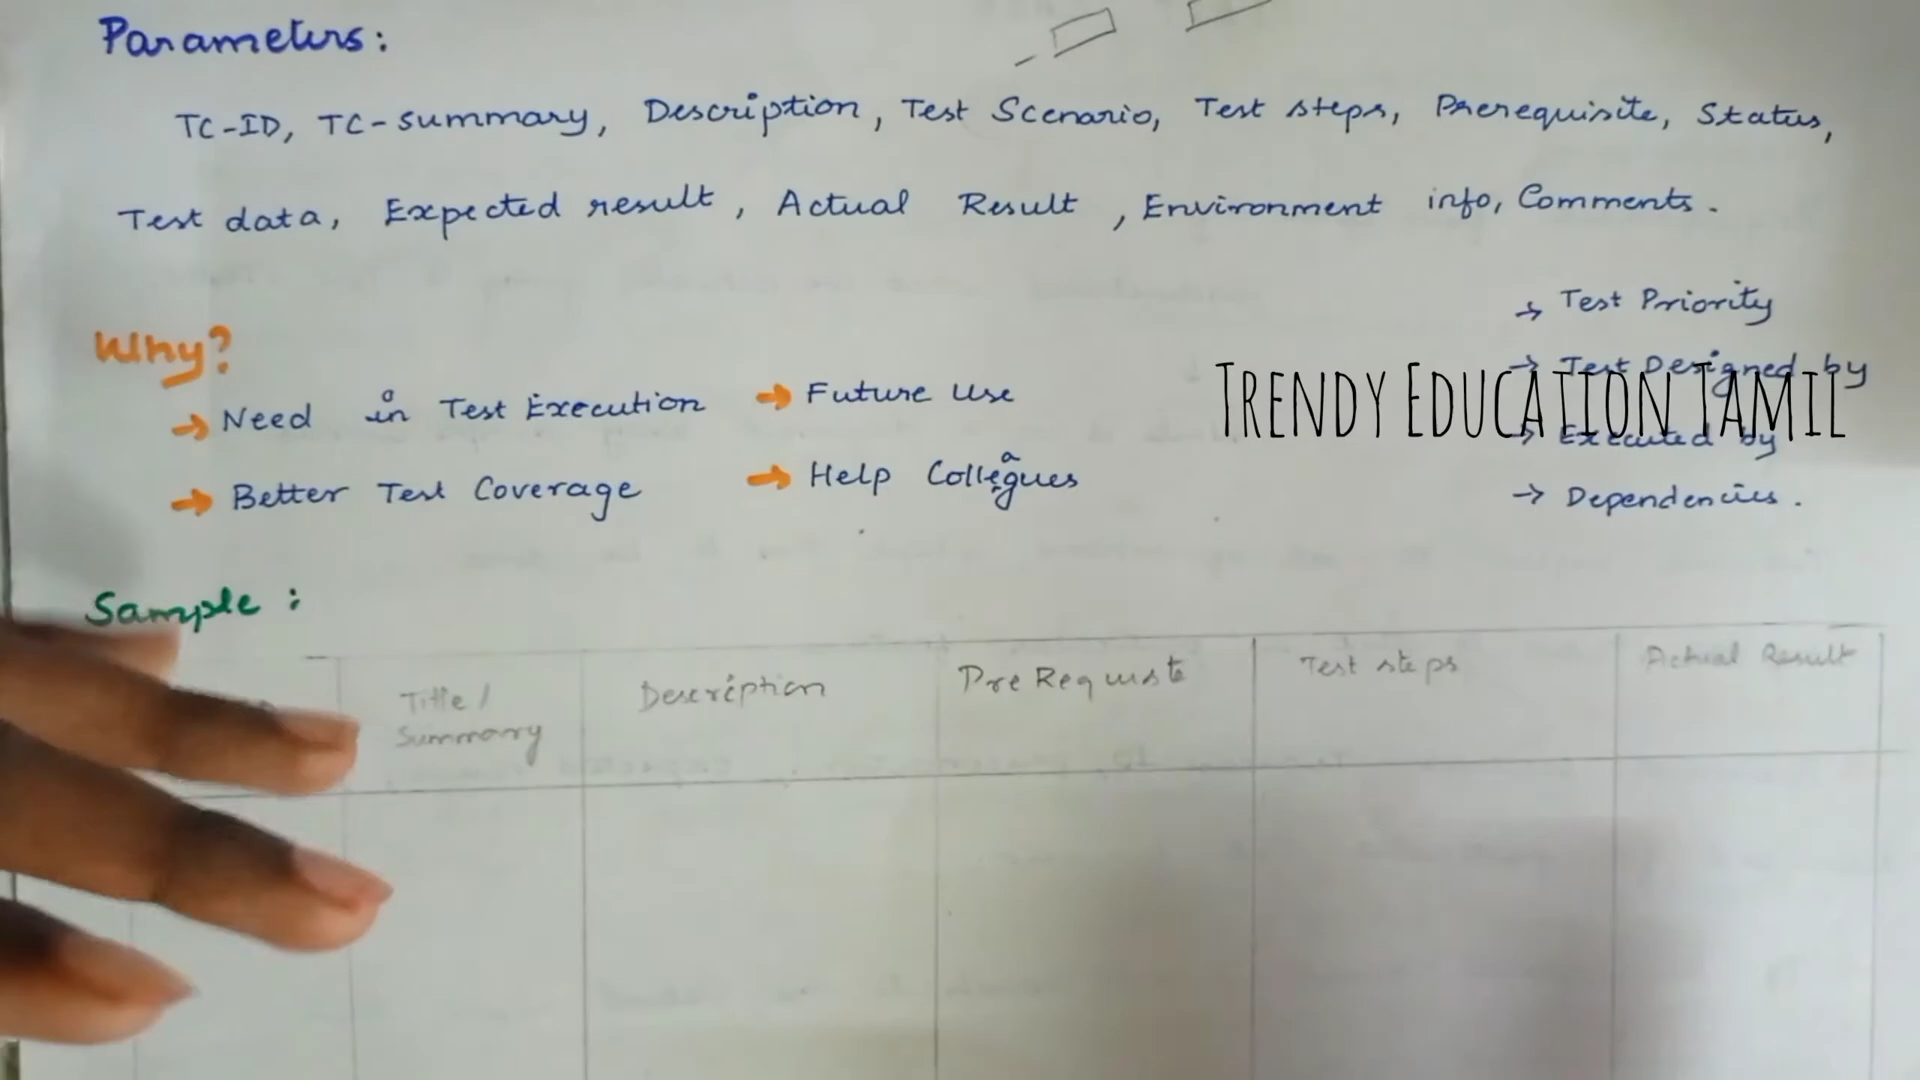 Parameters:
TC-ID, TC-summary, Description, Test Scenario, Test steps, Prerequisite, Status,
Test data, Expected result, Actual Result, Environment info, Comments.
→ Test Priority
→ Test Designed by
→ Executed by
→ Dependencies.
TRENDY EDUCATION TAMIL
Why?
→ Need in Test Execution
→ Better Test Coverage
→ Future Use
→ Help Colleagues
Sample:
Title / Summary
Description
Pre Requiste
Test steps
Actual Result